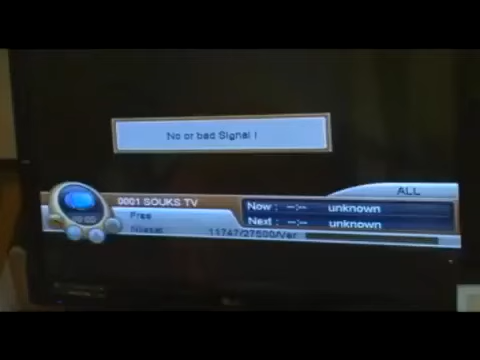 No or bad Signal !
ALL
0001 SOUKS TV
Now : --:-- unknown
Free
Next : --:-- unknown
Nilesat
11747/27500/Ver